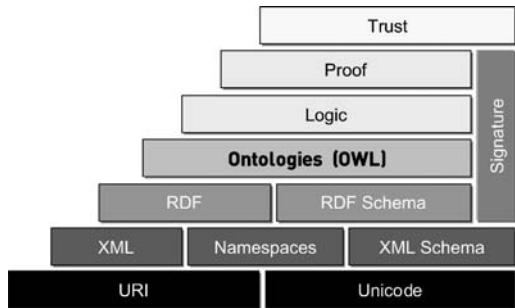 Trust
Proof
Logic
Ontologies (OWL)
Signature
RDF
RDF Schema
XML
Namespaces
XML Schema
URI
Unicode